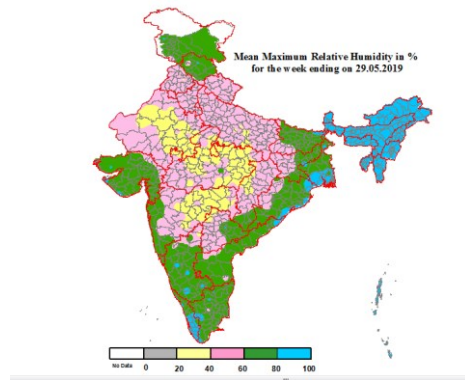 Mean Maximum Relative Humidity in %
for the week ending on 29.05.2019
No Data 0 20 40 60 80 100